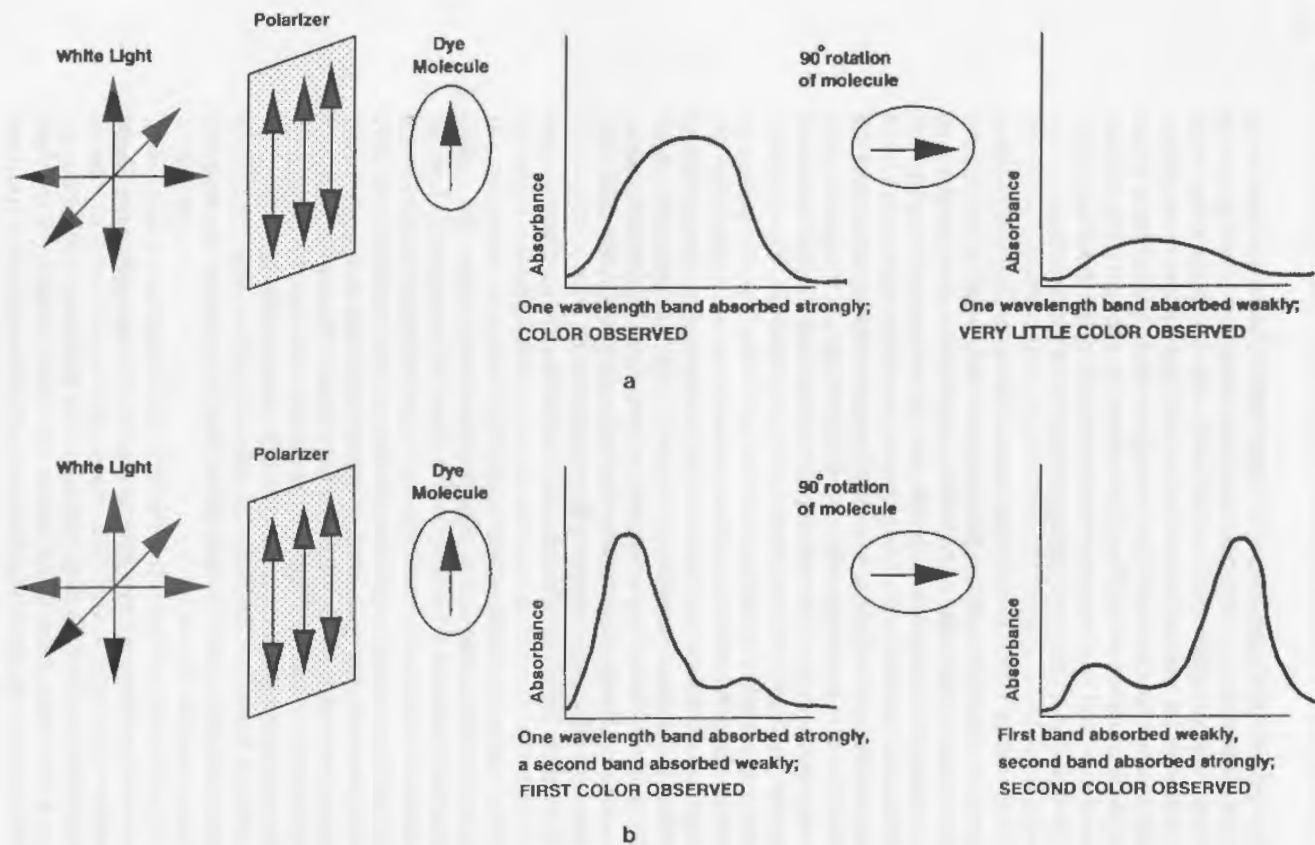 Polarizer
White Light
Dye
Molecule
90° rotation
of molecule
Absorbance
Absorbance
One wavelength band absorbed strongly;
COLOR OBSERVED
One wavelength band absorbed weakly;
VERY LITTLE COLOR OBSERVED
a
Polarizer
White Light
Dye
Molecule
90° rotation
of molecule
Absorbance
Absorbance
One wavelength band absorbed strongly,
a second band absorbed weakly;
FIRST COLOR OBSERVED
First band absorbed weakly,
second band absorbed strongly;
SECOND COLOR OBSERVED
b